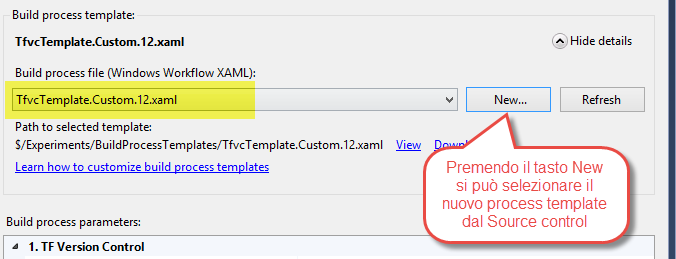 Build process template:
TfvcTemplate.Custom.12.xaml
Hide details
Build process file (Windows Workflow XAML):
TfvcTemplate.Custom.12.xaml
New...
Refresh
Path to selected template:
$/Experiments/BuildProcessTemplates/TfvcTemplate.Custom.12.xaml View
Learn how to customize build process templates
Premendo il tasto New
si può selezionare il
nuovo process template
dal Source control
Build process parameters:
1. TF Version Control